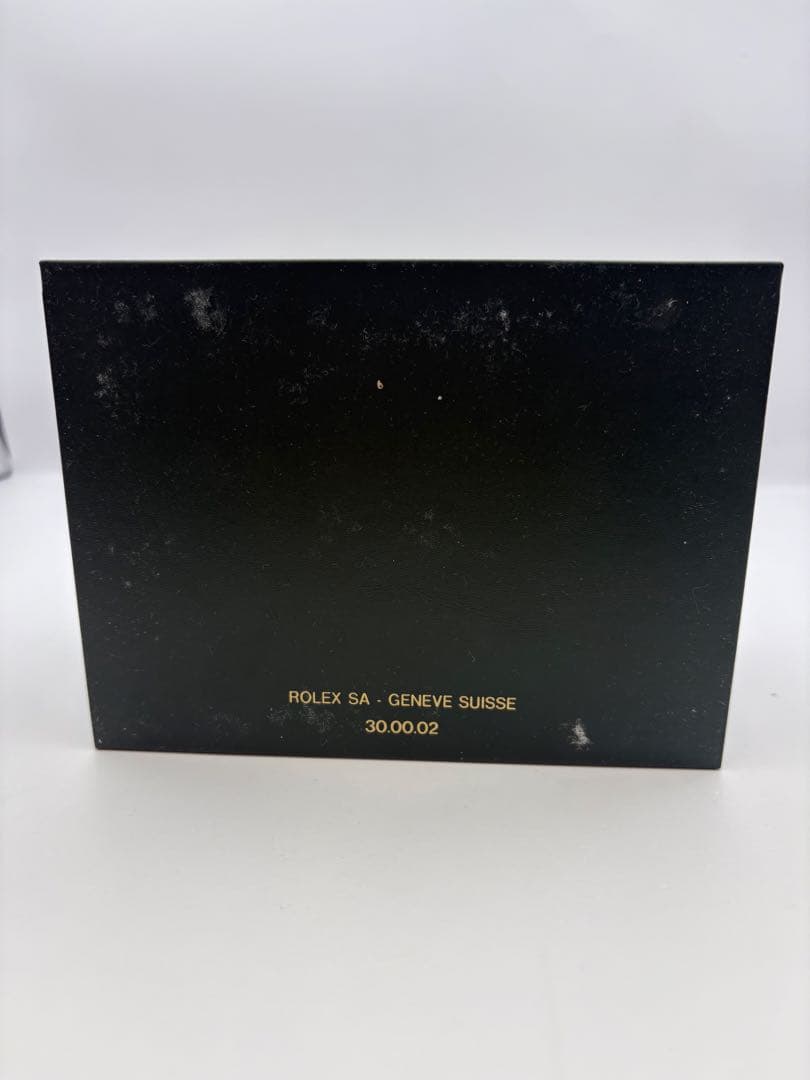 ROLEX SA - GENEVE SUISSE
30.00.02